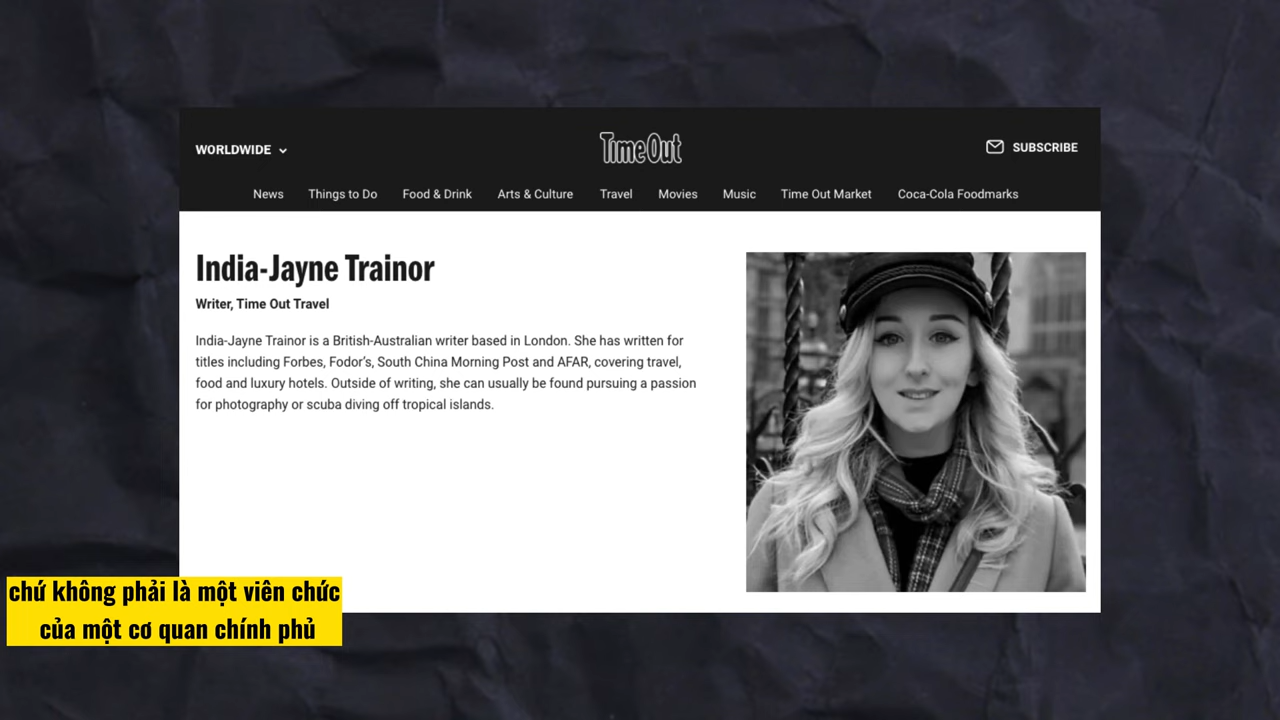 WORLDWIDE
TimeOut
SUBSCRIBE
News Things to Do Food & Drink Arts & Culture Travel Movies Music Time Out Market Coca-Cola Foodmarks
India-Jayne Trainor
Writer, Time Out Travel
India-Jayne Trainor is a British-Australian writer based in London. She has written for
titles including Forbes, Fodor's, South China Morning Post and AFAR, covering travel,
food and luxury hotels. Outside of writing, she can usually be found pursuing a passion
for photography or scuba diving off tropical islands.
chứ không phải là một viên chức
của một cơ quan chính phủ